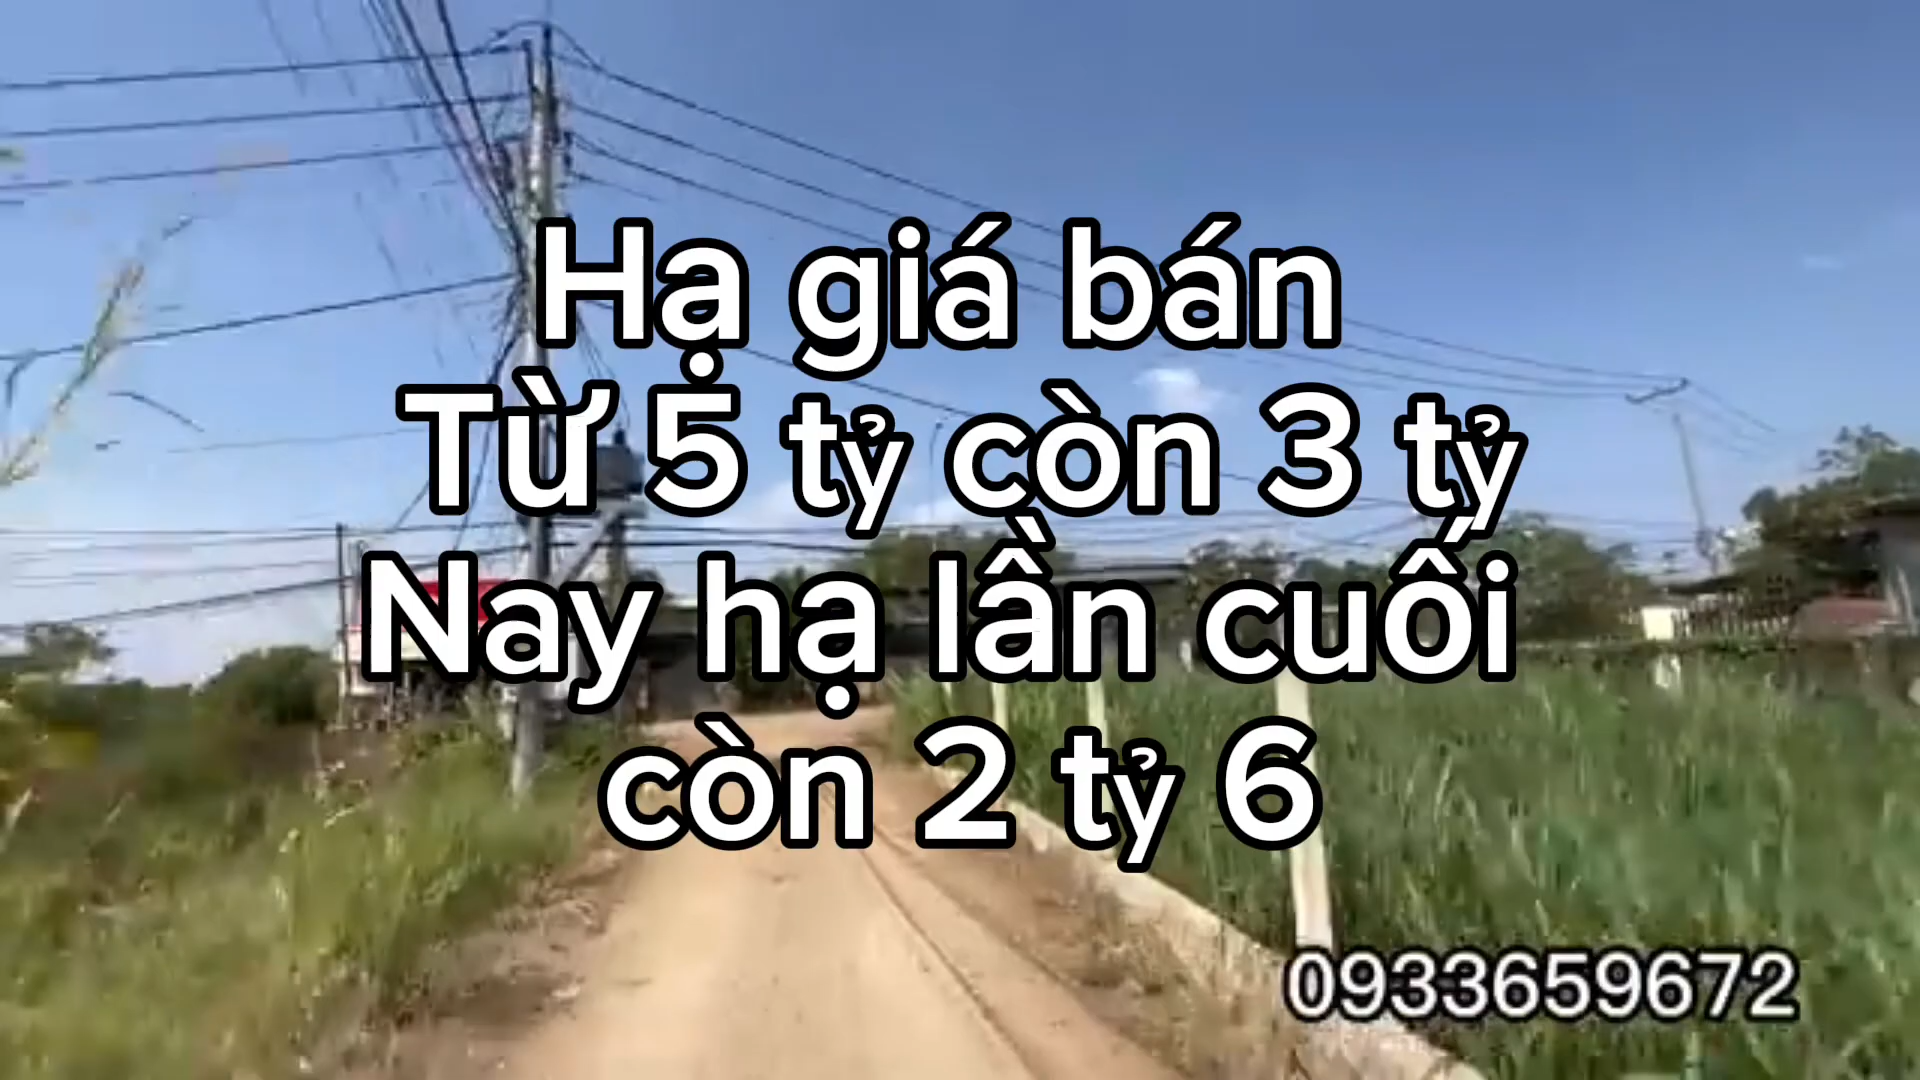 Hạ giá bán
Từ 5 tỷ còn 3 tỷ
Nay hạ lần cuối
còn 2 tỷ 6
0933659672